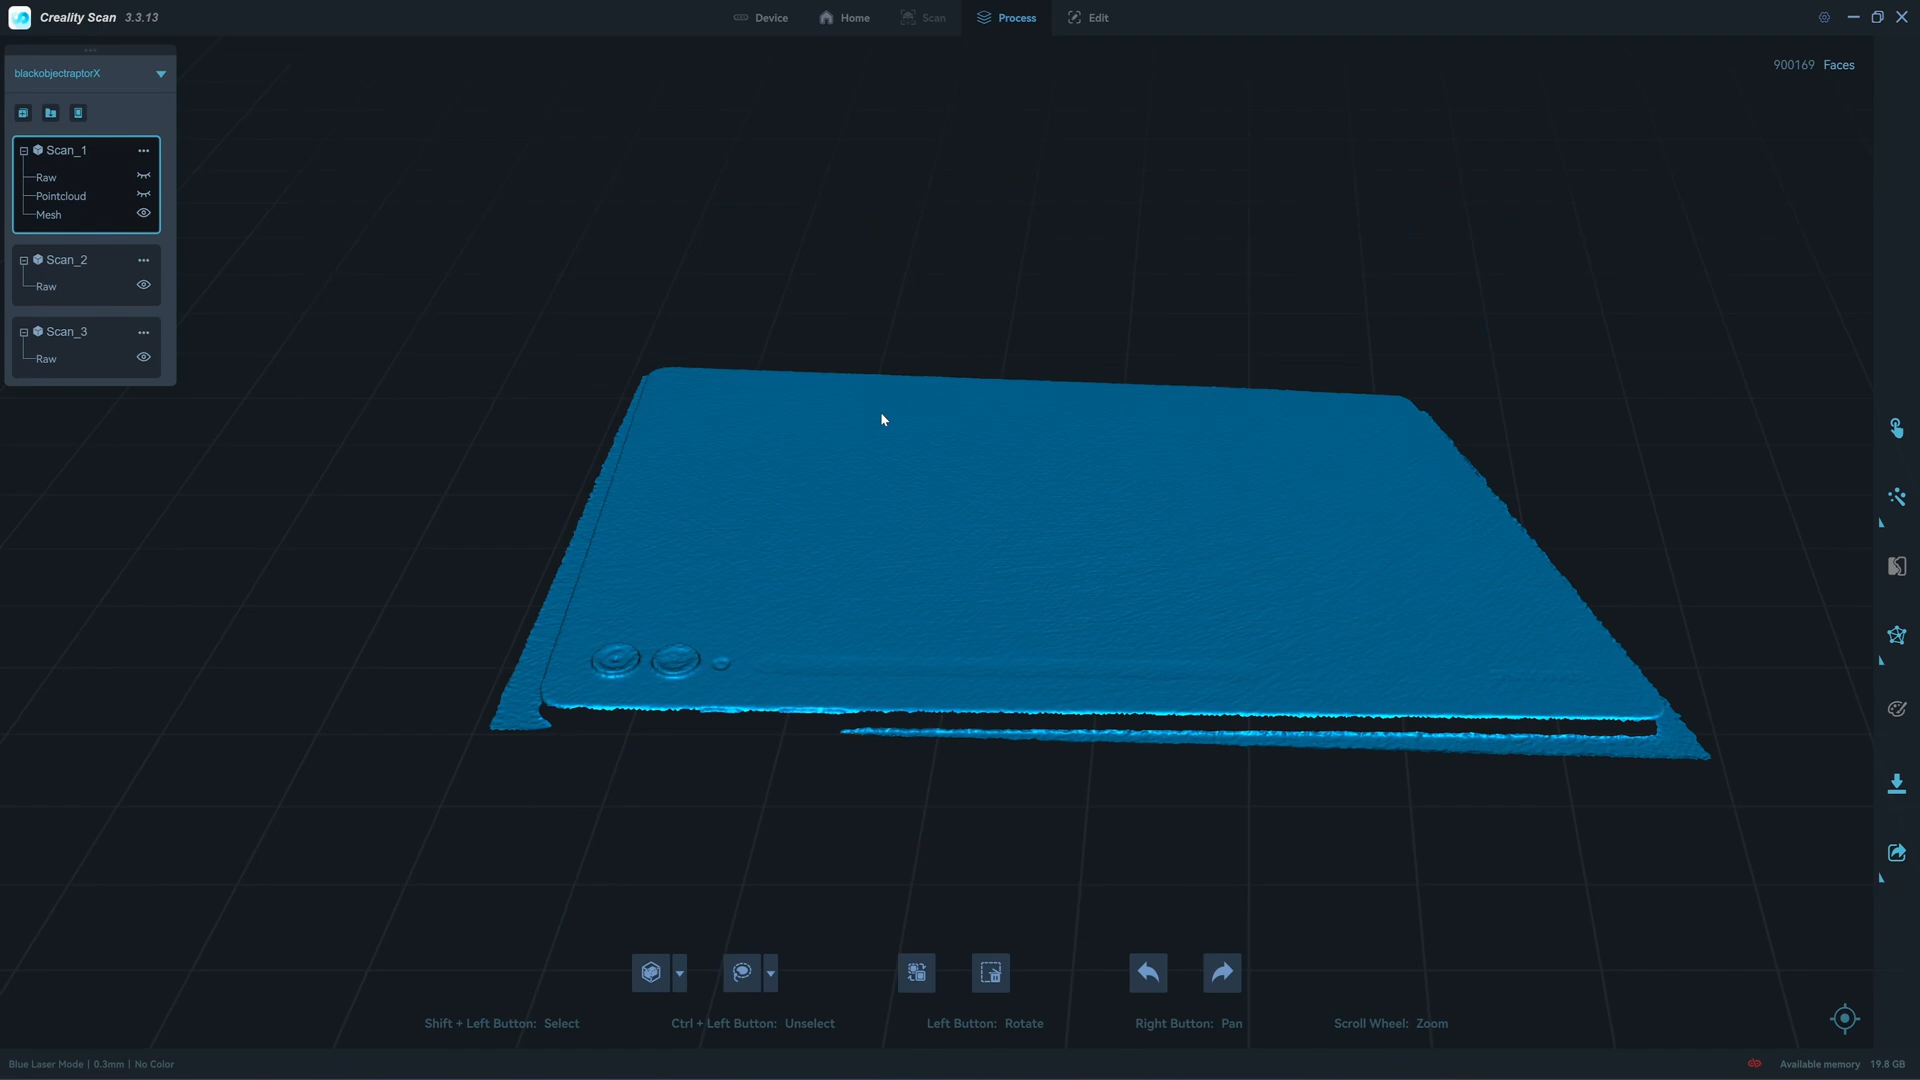 Creality Scan 3.3.13
Device
Home
Scan
Process
Edit
blackobjectraptorX
900169 Faces
Scan_1
Raw
Pointcloud
Mesh
Scan_2
Raw
Scan_3
Raw
Shift + Left Button: Select
Ctrl + Left Button: Unselect
Left Button: Rotate
Right Button: Pan
Scroll Wheel: Zoom
Blue Laser Mode | 0.3mm | No Color
Available memory 19.8 GB